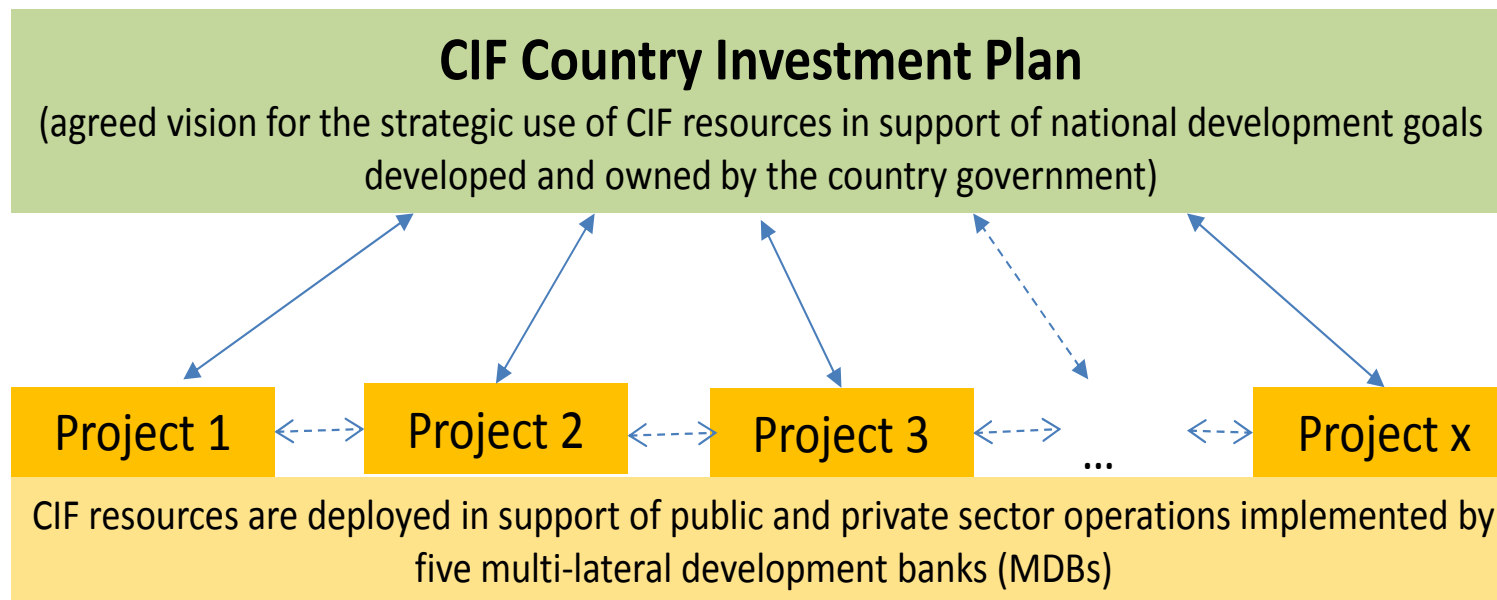 CIF Country Investment Plan
(agreed vision for the strategic use of CIF resources in support of national development goals
developed and owned by the country government)
Project 1
Project 2
Project 3
...
Project x
CIF resources are deployed in support of public and private sector operations implemented by
five multi-lateral development banks (MDBs)